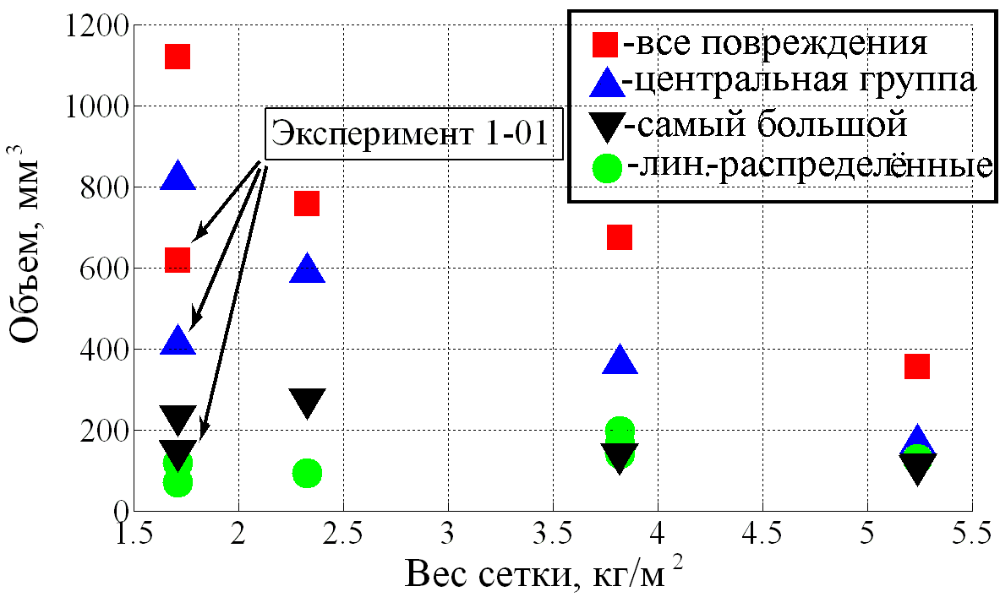 1200
1000
800
600
400
200
0
1.5 2 2.5 3 3.5 4 4.5 5 5.5
Объем, мм3
Вес сетки, кг/м2
Эксперимент 1-01
-все повреждения
-центральная группа
-самый большой
-лин.-распределённые